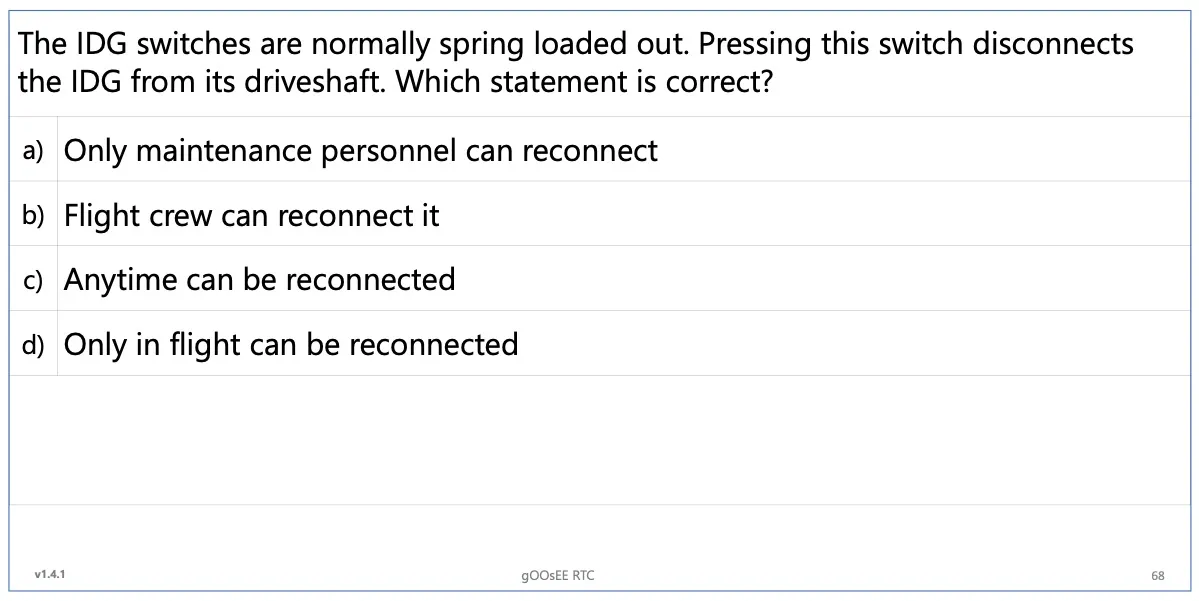 The IDG switches are normally spring loaded out. Pressing this switch disconnects
the IDG from its driveshaft. Which statement is correct?
a) Only maintenance personnel can reconnect
b) Flight crew can reconnect it
c) Anytime can be reconnected
d) Only in flight can be reconnected
v1.4.1 gOOsEE RTC 68